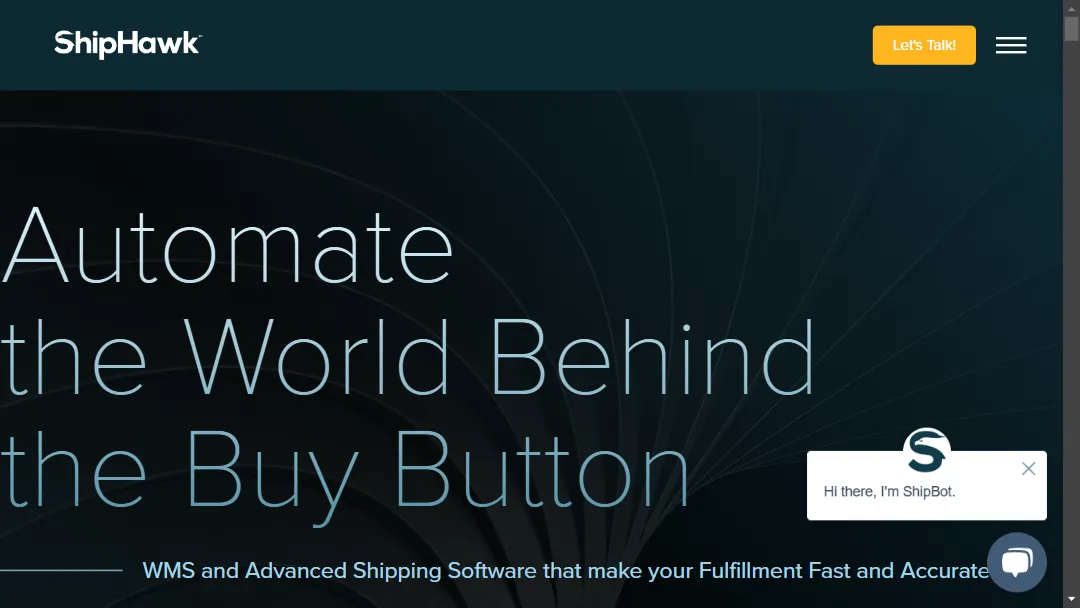 ShipHawk™
Let's Talk!
Automate
the World Behind
the Buy Button
Hi there, I'm ShipBot.
WMS and Advanced Shipping Software that make your Fulfillment Fast and Accurate